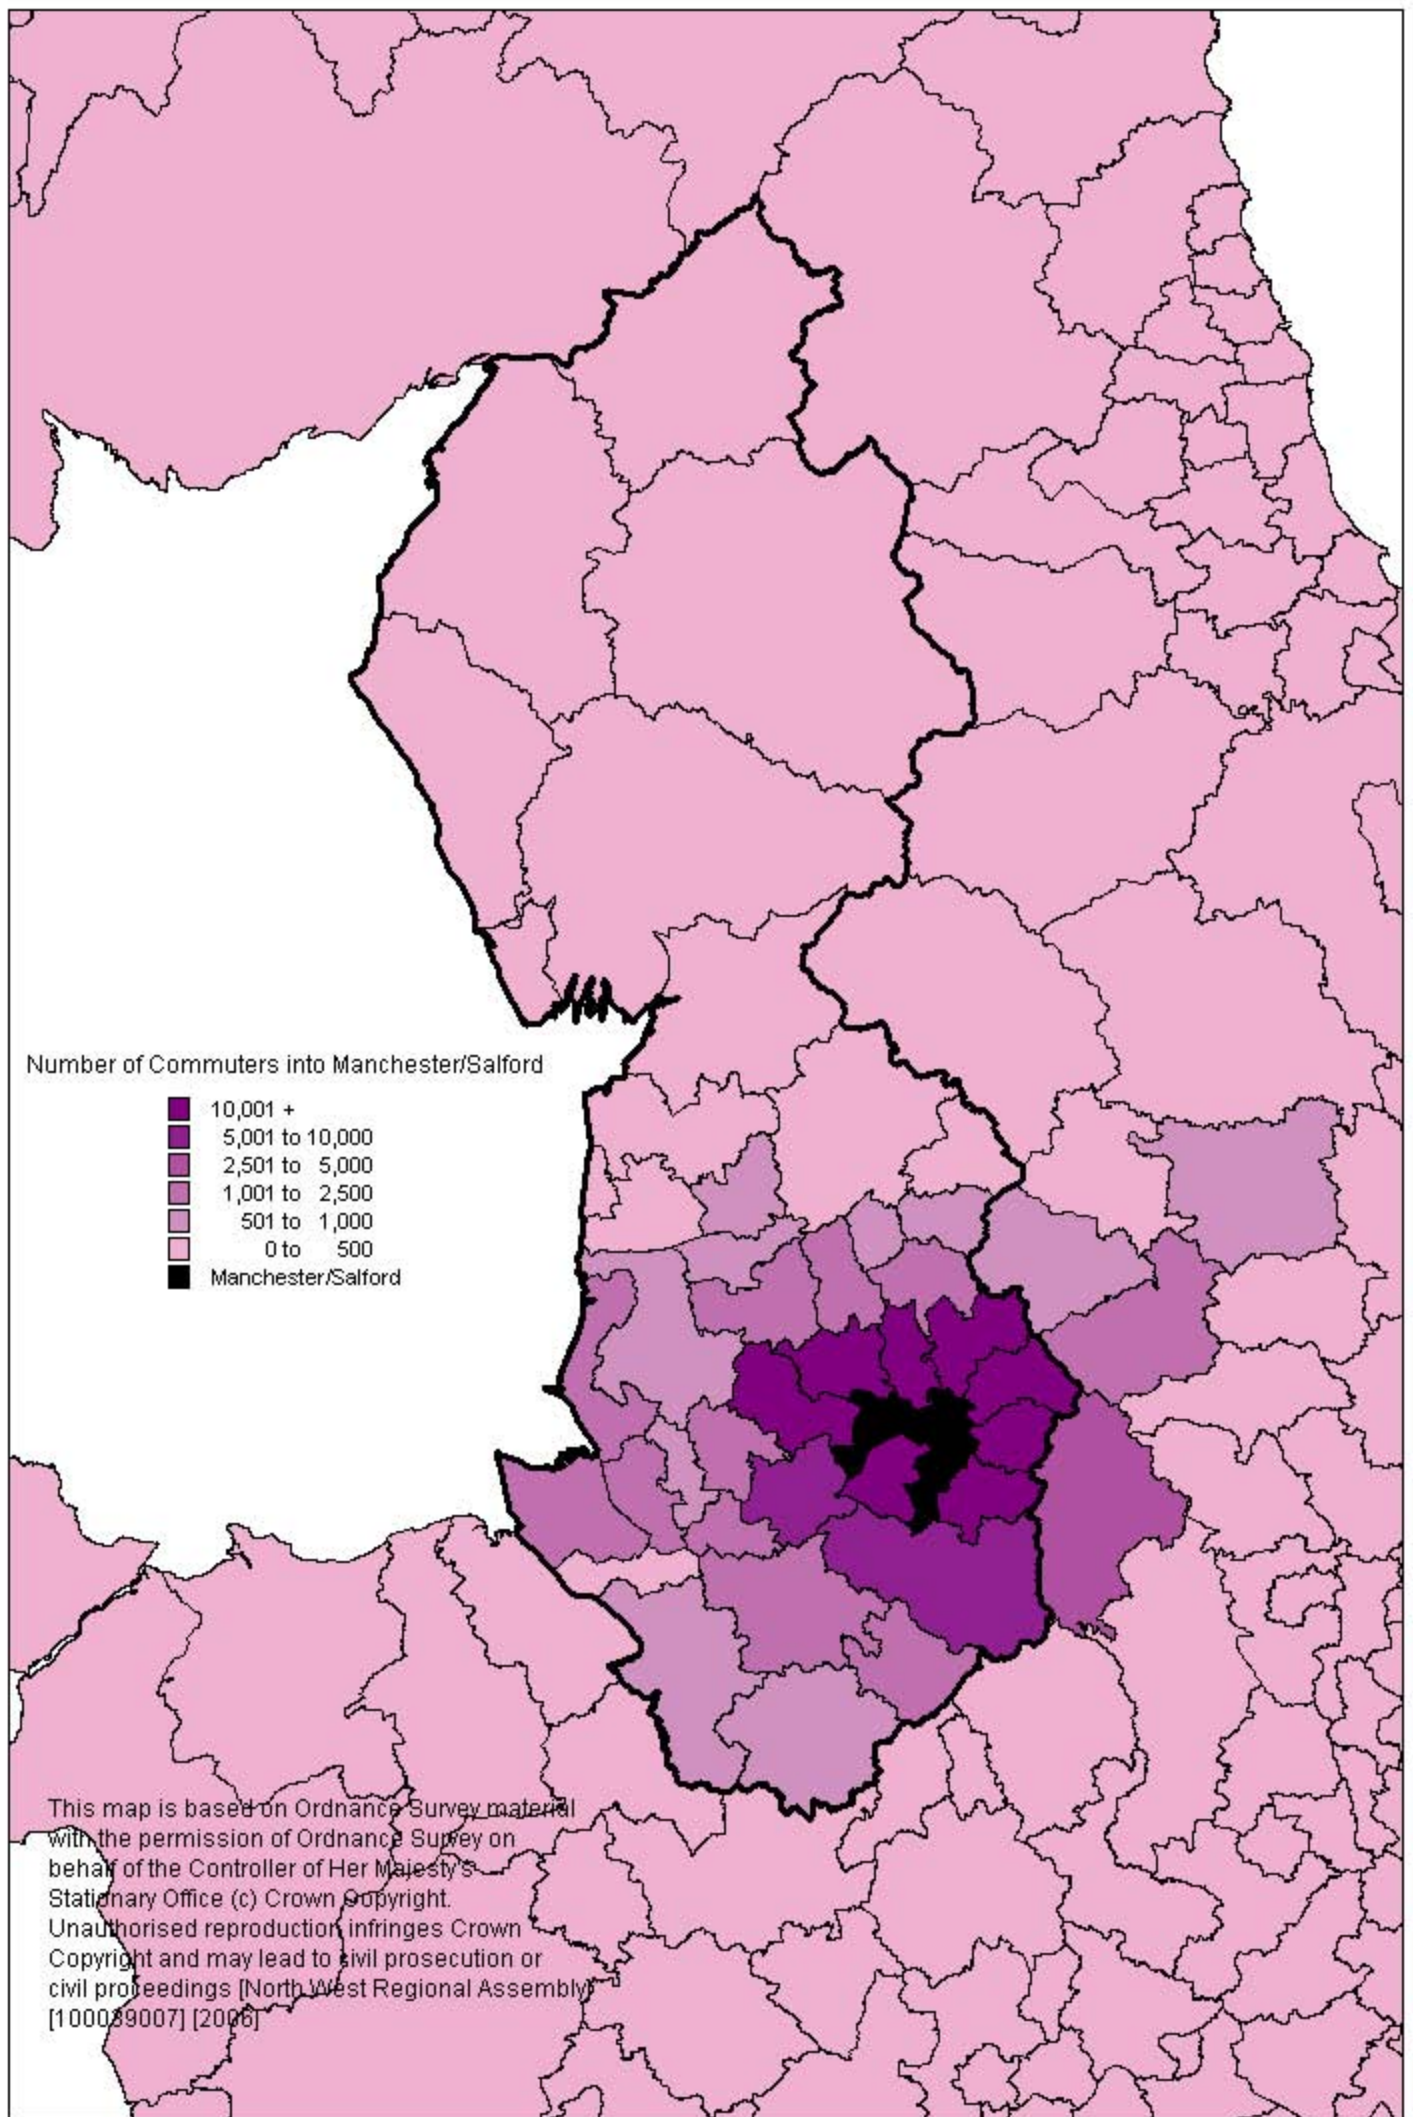 Number of Commuters into Manchester/Salford
10,001 +
5,001 to 10,000
2,501 to 5,000
1,001 to 2,500
501 to 1,000
0 to 500
Manchester/Salford
This map is based on Ordnance Survey material
with the permission of Ordnance Survey on
behalf of the Controller of Her Majesty's
Stationary Office (c) Crown Copyright.
Unauthorised reproduction infringes Crown
Copyright and may lead to civil prosecution or
civil proceedings [North West Regional Assembly]
[100039007] [2006]